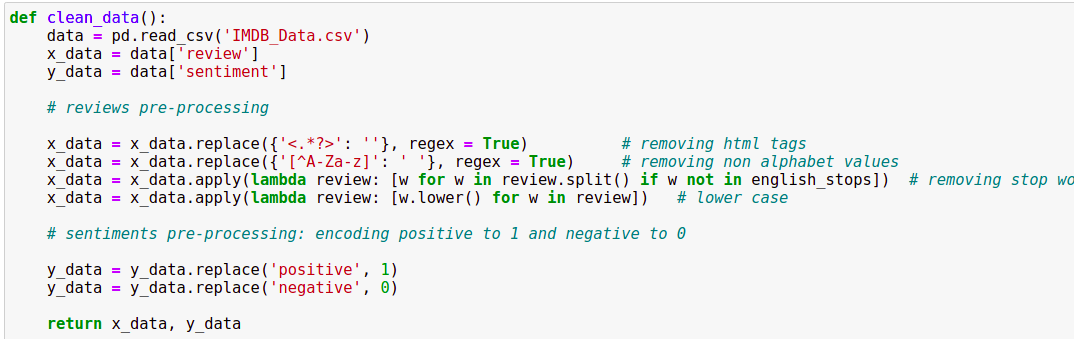 def clean_data():
    data = pd.read_csv('IMDB_Data.csv')
    x_data = data['review']
    y_data = data['sentiment']
    # reviews pre-processing
    x_data = x_data.replace({'<.*?>': ''}, regex = True)          # removing html tags
    x_data = x_data.replace({'[^A-Za-z]': ' '}, regex = True)     # removing non alphabet values
    x_data = x_data.apply(lambda review: [w for w in review.split() if w not in english_stops])  # removing stop
    x_data = x_data.apply(lambda review: [w.lower() for w in review])   # lower case
    # sentiments pre-processing: encoding positive to 1 and negative to 0
    y_data = y_data.replace('positive', 1)
    y_data = y_data.replace('negative', 0)
    return x_data, y_data